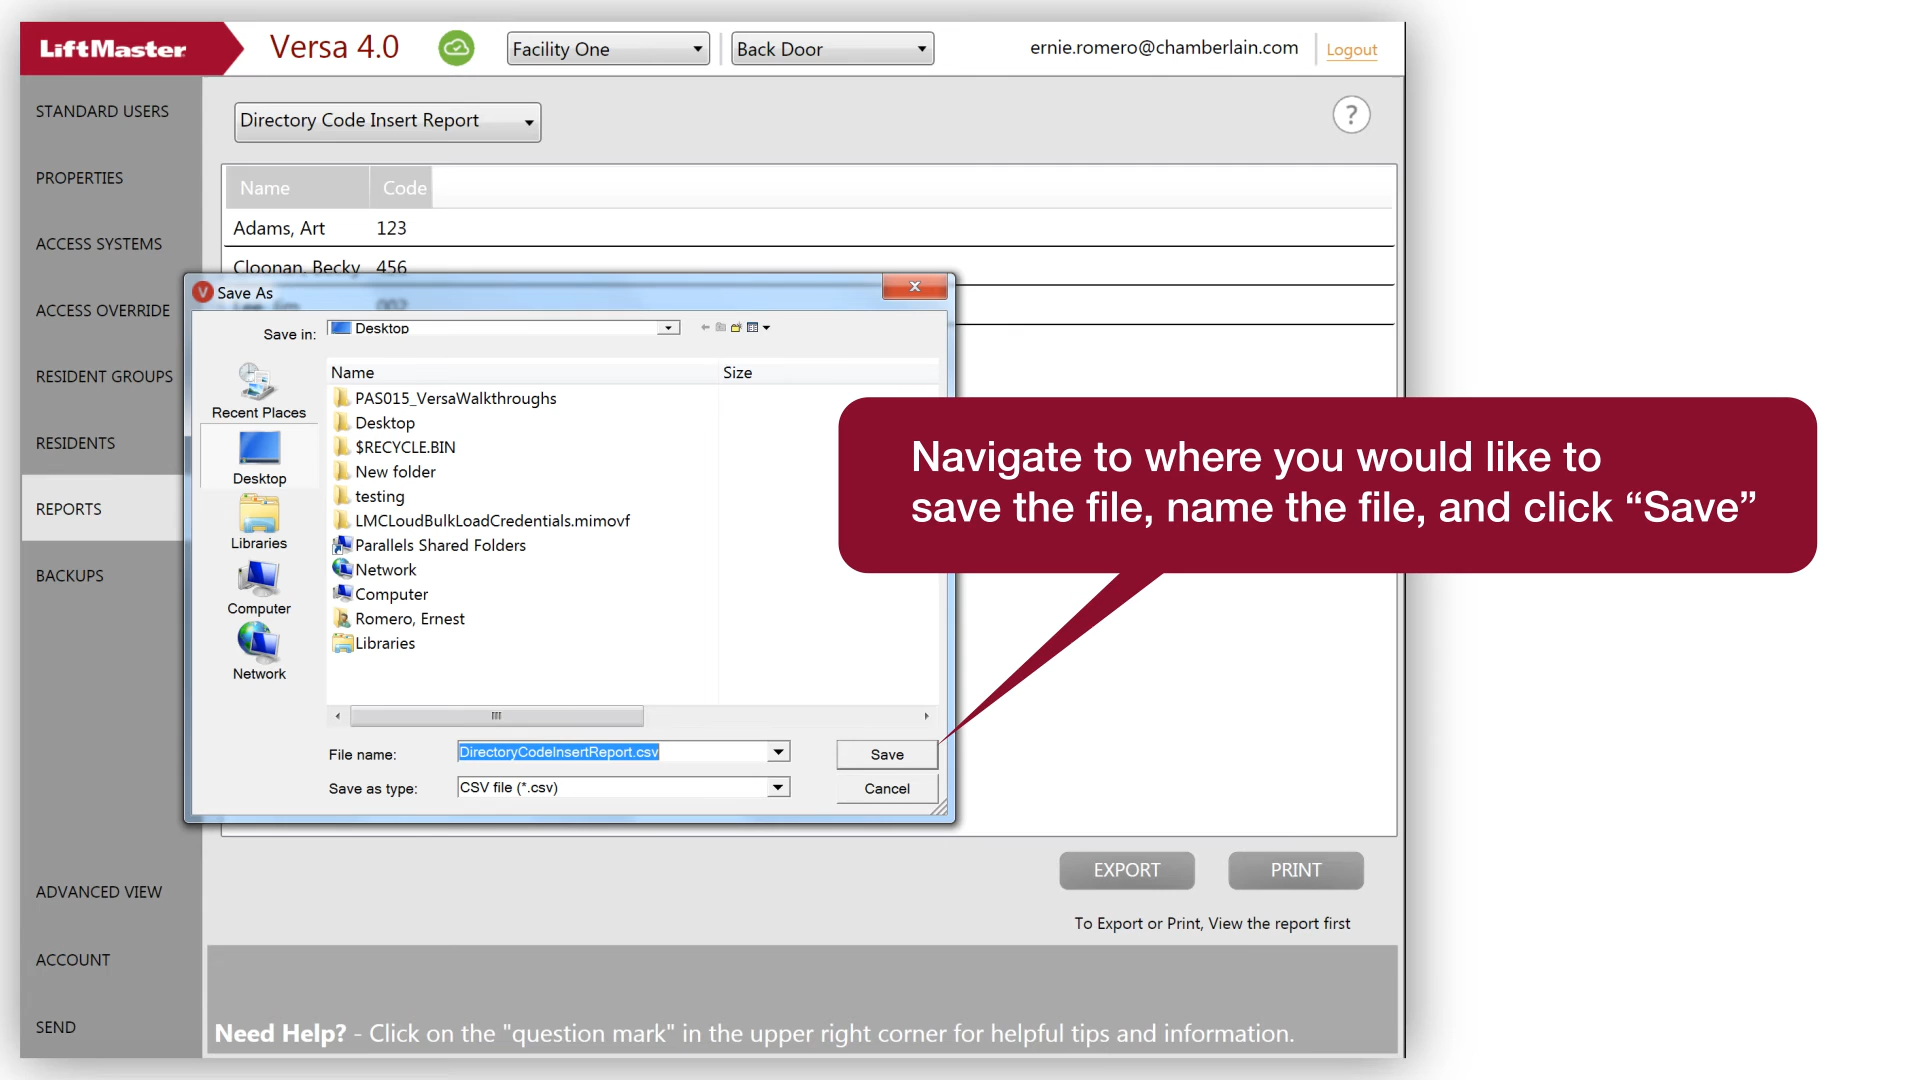 LiftMaster
Versa 4.0
Facility One
Back Door
ernie.romero@chamberlain.com
Logout
STANDARD USERS
PROPERTIES
ACCESS SYSTEMS
ACCESS OVERRIDE
RESIDENT GROUPS
RESIDENTS
REPORTS
BACKUPS
ADVANCED VIEW
ACCOUNT
SEND
Directory Code Insert Report
?
Name Code
Adams, Art 123
Cloonan, Becky 456
Save As
Save in: Desktop
Recent Places
Desktop
Libraries
Computer
Network
Name Size
PAS015_VersaWalkthroughs
Desktop
$RECYCLE.BIN
New folder
testing
LMCLoudBulkLoadCredentials.mimovf
Parallels Shared Folders
Network
Computer
Romero, Ernest
Libraries
File name: DirectoryCodeInsertReport.csv
Save
Save as type: CSV file (*.csv)
Cancel
Navigate to where you would like to
save the file, name the file, and click “Save”
EXPORT
PRINT
To Export or Print, View the report first
Need Help? - Click on the "question mark" in the upper right corner for helpful tips and information.